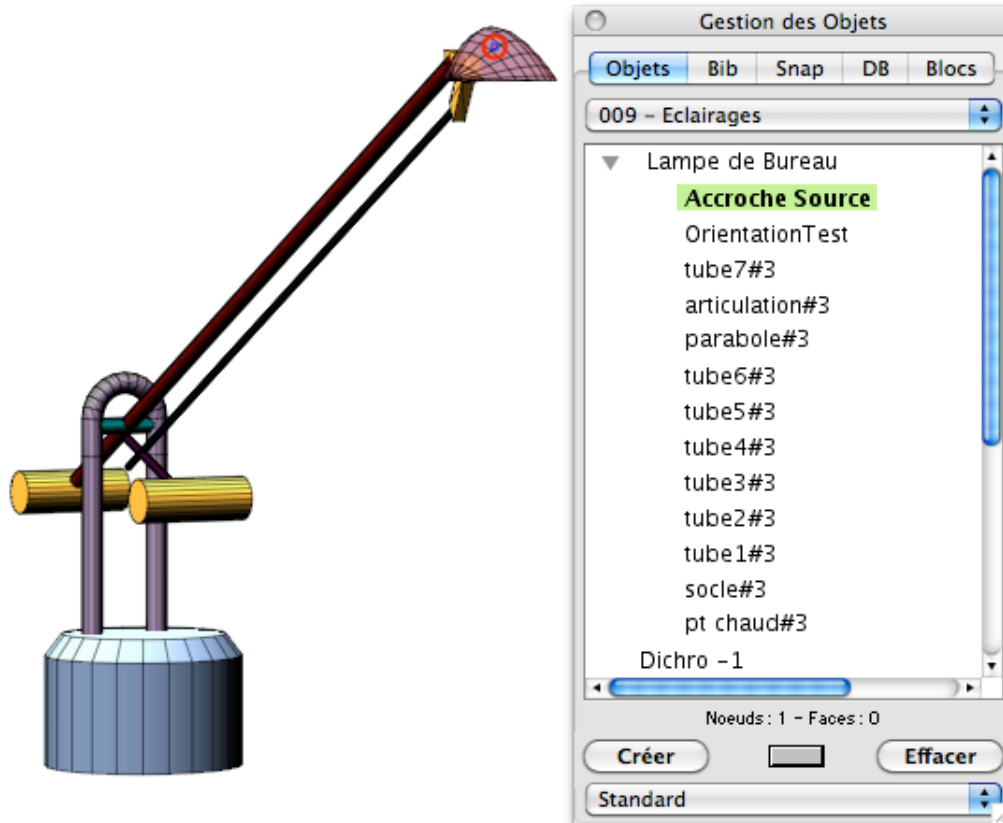 Gestion des Objets
Objets Bib Snap DB Blocs
009 – Eclairages
Lampe de Bureau
Accroche Source
OrientationTest
tube7#3
articulation#3
parabole#3
tube6#3
tube5#3
tube4#3
tube3#3
tube2#3
tube1#3
socle#3
pt chaud#3
Dichro –1
Noeuds : 1 – Faces : 0
Créer Effacer
Standard